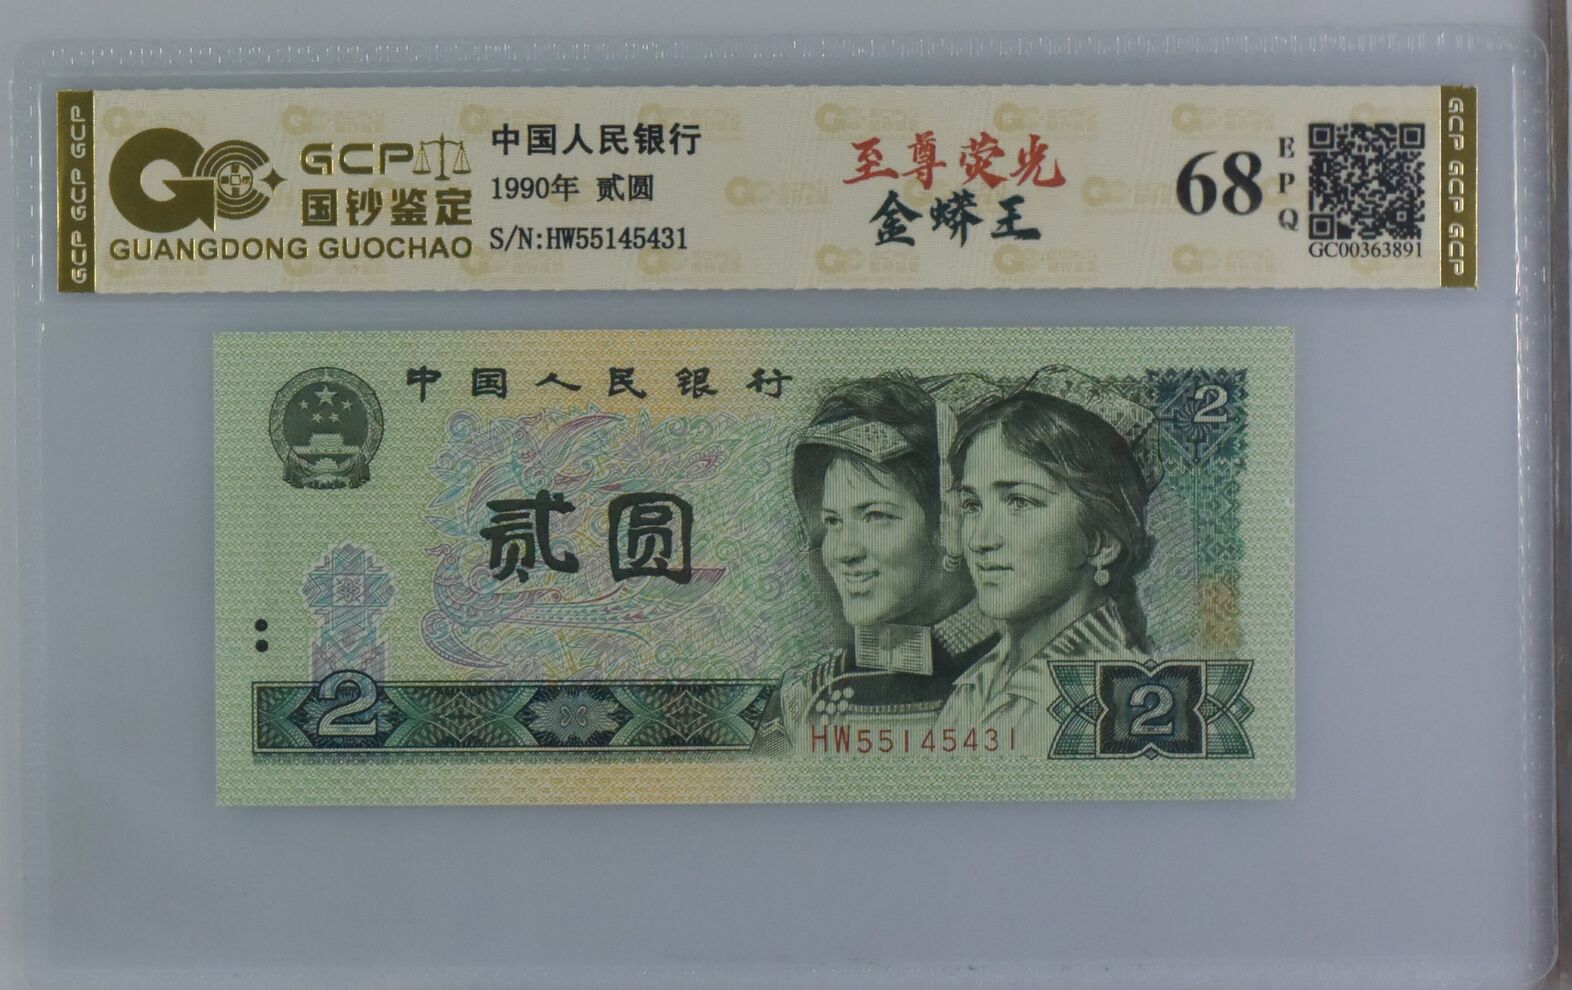 GCP GCP GCP
GCP
国钞鉴定
GUANGDONG GUOCHAO
中国人民银行
1990年 贰圆
S/N:HW55145431
至尊荧光
金蟒王
68
EPQ
GC00363891
GCP GCP GCP
中国人民银行
2
贰圆
2
HW55145431
2